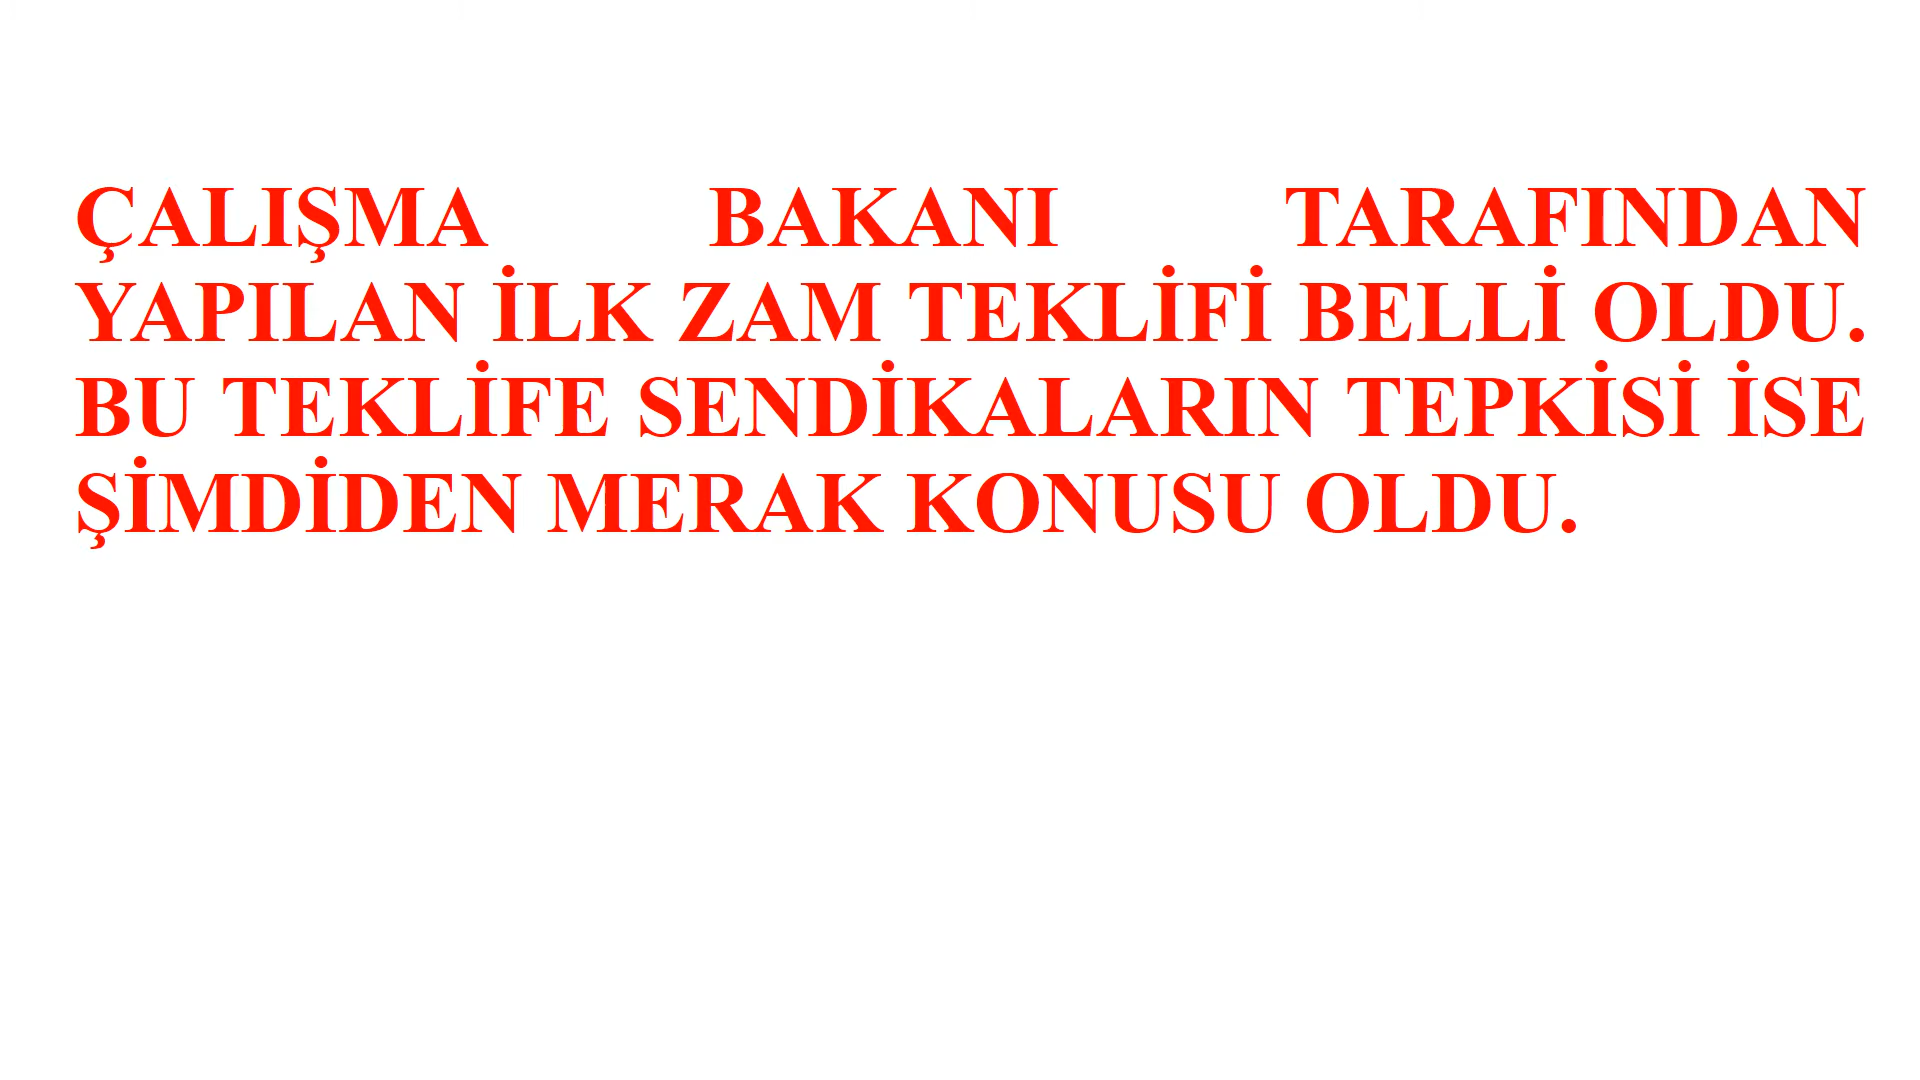 ÇALIŞMA BAKANI TARAFINDAN
YAPILAN İLK ZAM TEKLİFİ BELLİ OLDU.
BU TEKLİFE SENDİKALARIN TEPKİSİ İSE
ŞİMDİDEN MERAK KONUSU OLDU.